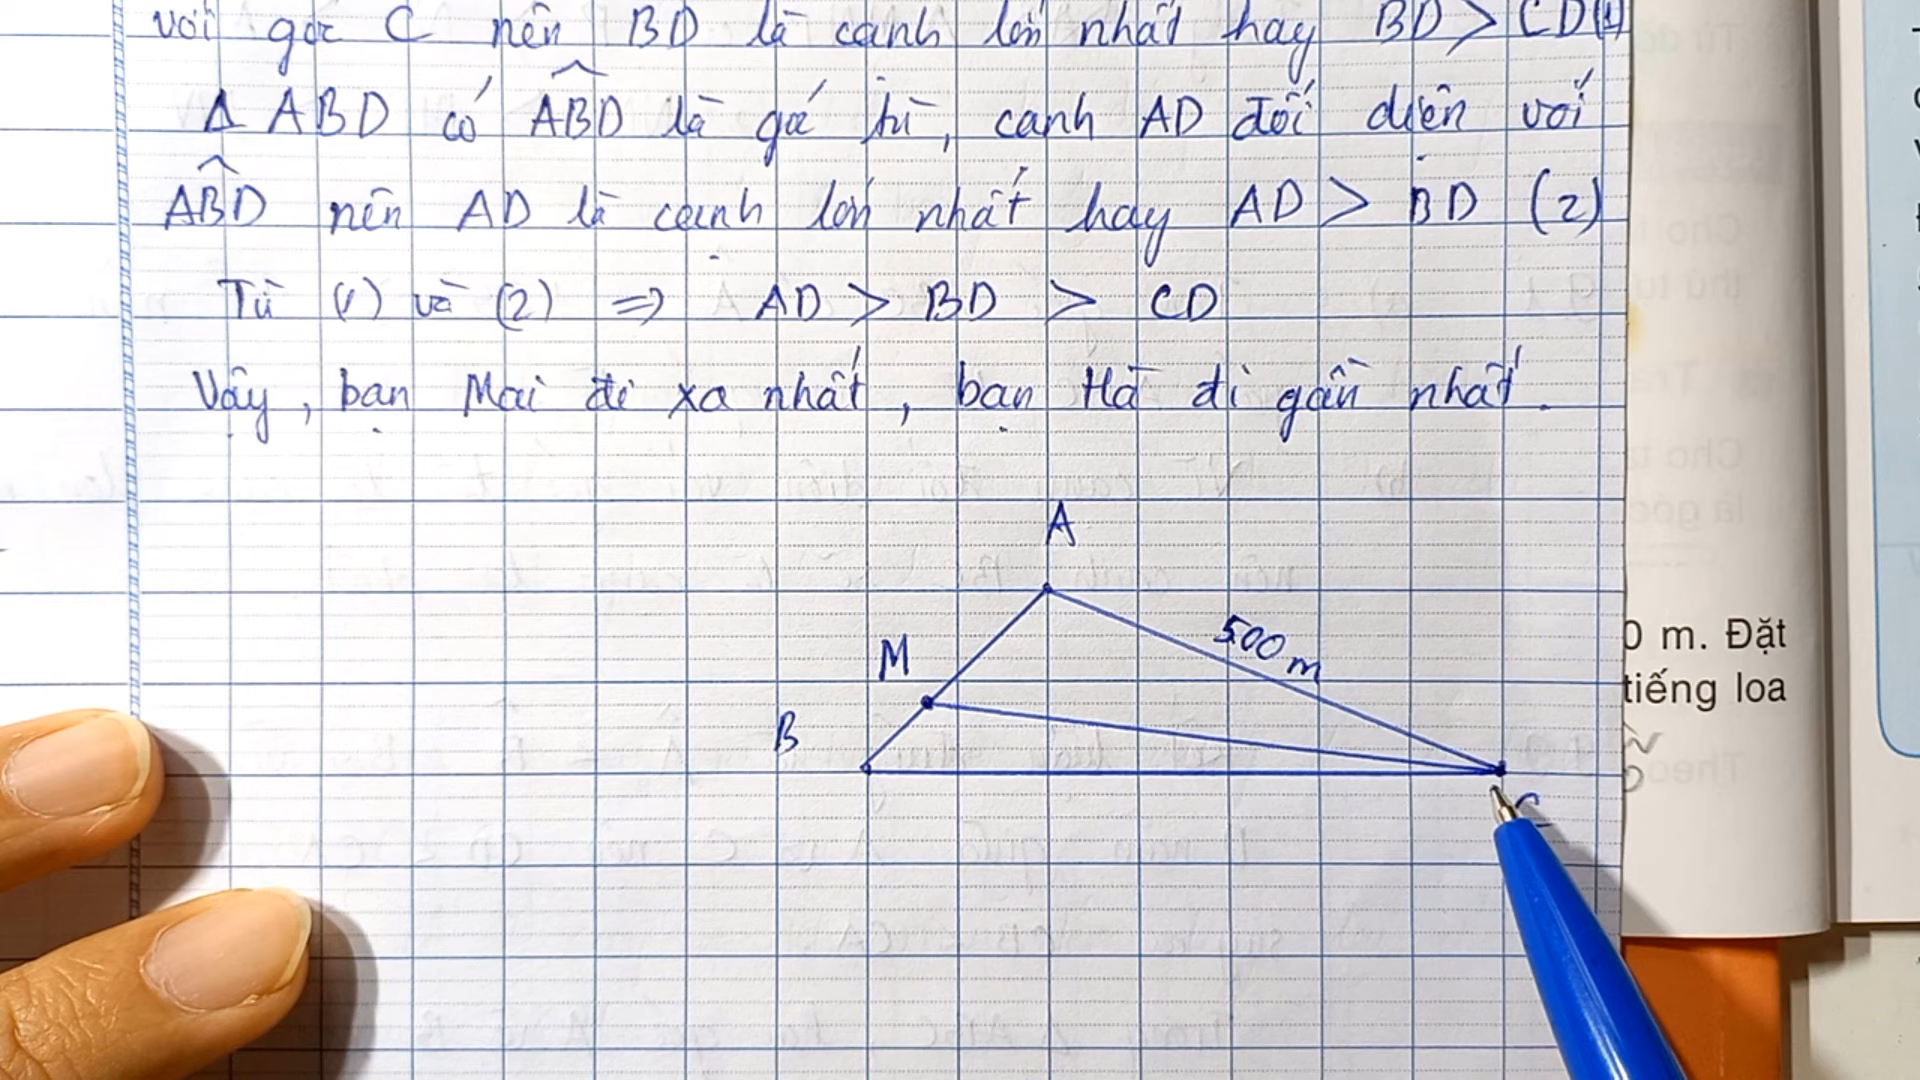 với góc C nên BD là cạnh lớn nhất hay BD > CD (1)
Δ ABD có ABD là góc tù, cạnh AD đối diện với
ABD nên AD là cạnh lớn nhất hay AD > BD (2)
Từ (1) và (2) => AD > BD > CD
Vậy, bạn Mai đi xa nhất, bạn Hà đi gần nhất.
A
500m
M
B
C
0 m. Đặt
tiếng loa